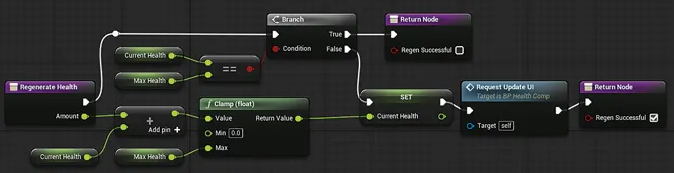 Branch
Return Node
True
Regen Successful
Condition
False
Current Health
Max Health
==
Regenerate Health
Amount
+
Add pin +
Current Health
Max Health
f Clamp (float)
Value
Return Value
Min 0.0
Max
SET
Current Health
Request Update UI
Target is BP Health Comp
Target self
Return Node
Regen Successful